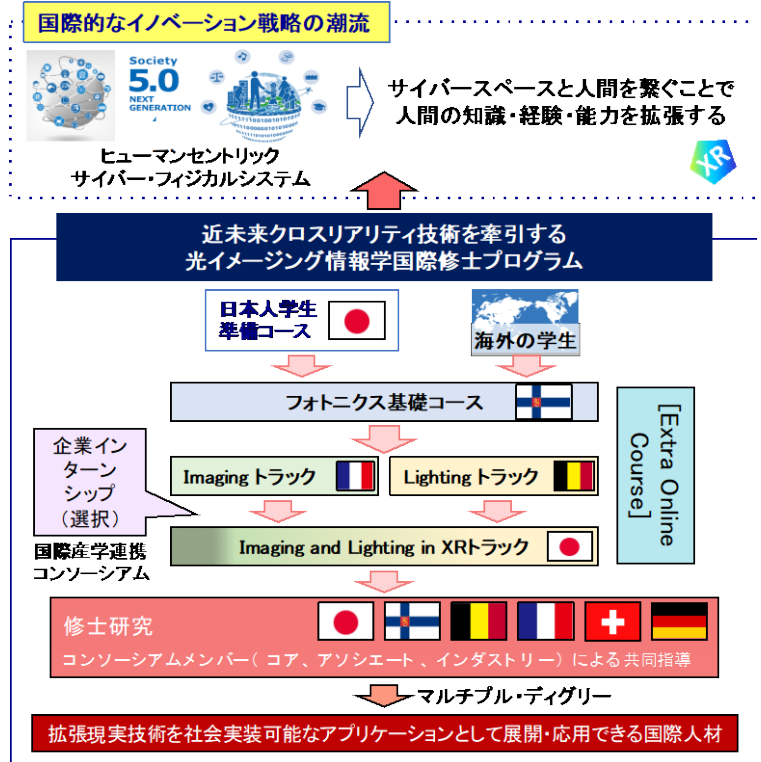 国際的なイノベーション戦略の潮流
Society
5.0
NEXT
GENERATION
サイバースペースと人間を繋ぐことで
人間の知識・経験・能力を拡張する
ヒューマンセントリック
サイバー・フィジカルシステム
XR
近未来クロスリアリティ技術を牽引する
光イメージング情報学国際修士プログラム
日本人学生
準備コース
海外の学生
フォトニクス基礎コース
[Extra Online
Course]
企業イン
ターン
シップ
（選択）
Imaging トラック
Lighting トラック
国際産学連携
コンソーシアム
Imaging and Lighting in XRトラック
修士研究
コンソーシアムメンバー( コア、アソシエート、インダストリー) による共同指導
マルチプル・ディグリー
拡張現実技術を社会実装可能なアプリケーションとして展開・応用できる国際人材